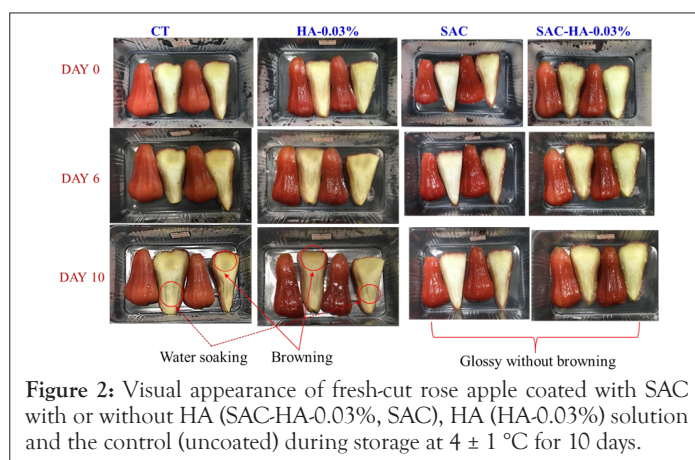 CT HA-0.03% SAC SAC-HA-0.03%
DAY 0
DAY 6
DAY 10
Water soaking Browning Glossy without browning
Figure 2: Visual appearance of fresh-cut rose apple coated with SAC
with or without HA (SAC-HA-0.03%, SAC), HA (HA-0.03%) solution
and the control (uncoated) during storage at 4 ± 1 °C for 10 days.